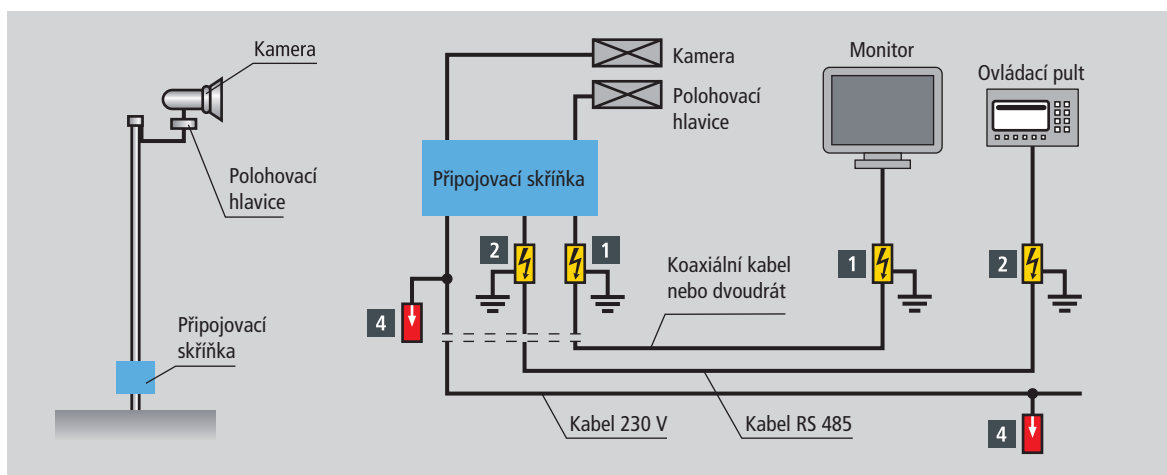 Kamera
Polohovací
hlavice
Připojovací
skříňka
Kamera
Polohovací
hlavice
Připojovací skříňka
Monitor
Ovládací pult
2
1
1
2
Koaxiální kabel
nebo dvoudrát
4
Kabel 230 V
Kabel RS 485
4